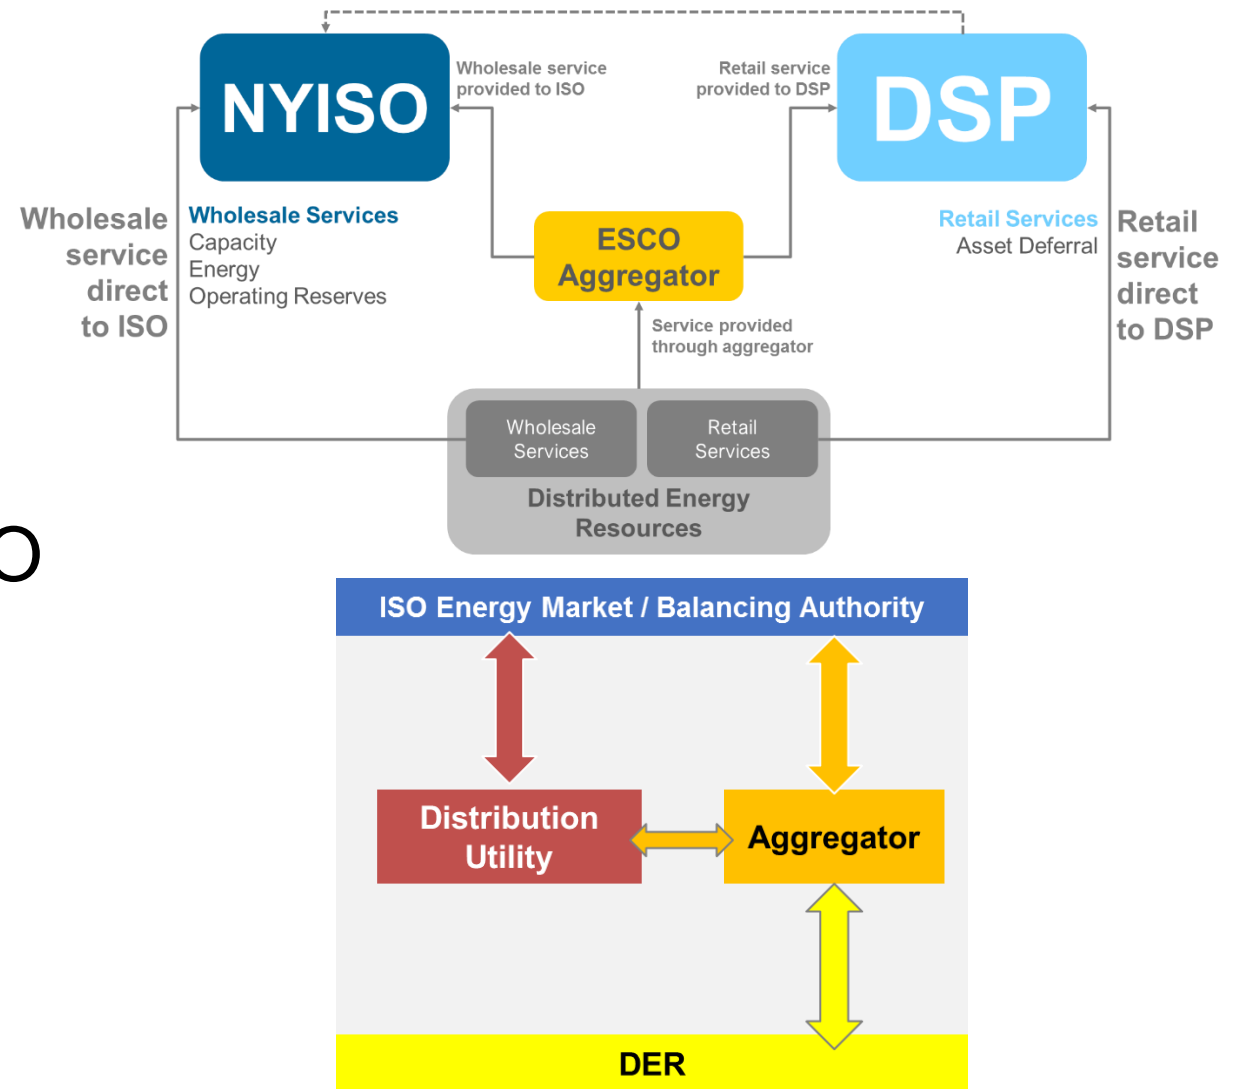 NYISO
Wholesale service
provided to ISO
Retail service
provided to DSP
DSP
Wholesale
service
direct
to ISO
Wholesale Services
Capacity
Energy
Operating Reserves
ESCO
Aggregator
Retail Services
Asset Deferral
Retail
service
direct
to DSP
Service provided
through aggregator
Wholesale
Services
Retail
Services
Distributed Energy
Resources
ISO Energy Market / Balancing Authority
Distribution
Utility
Aggregator
DER